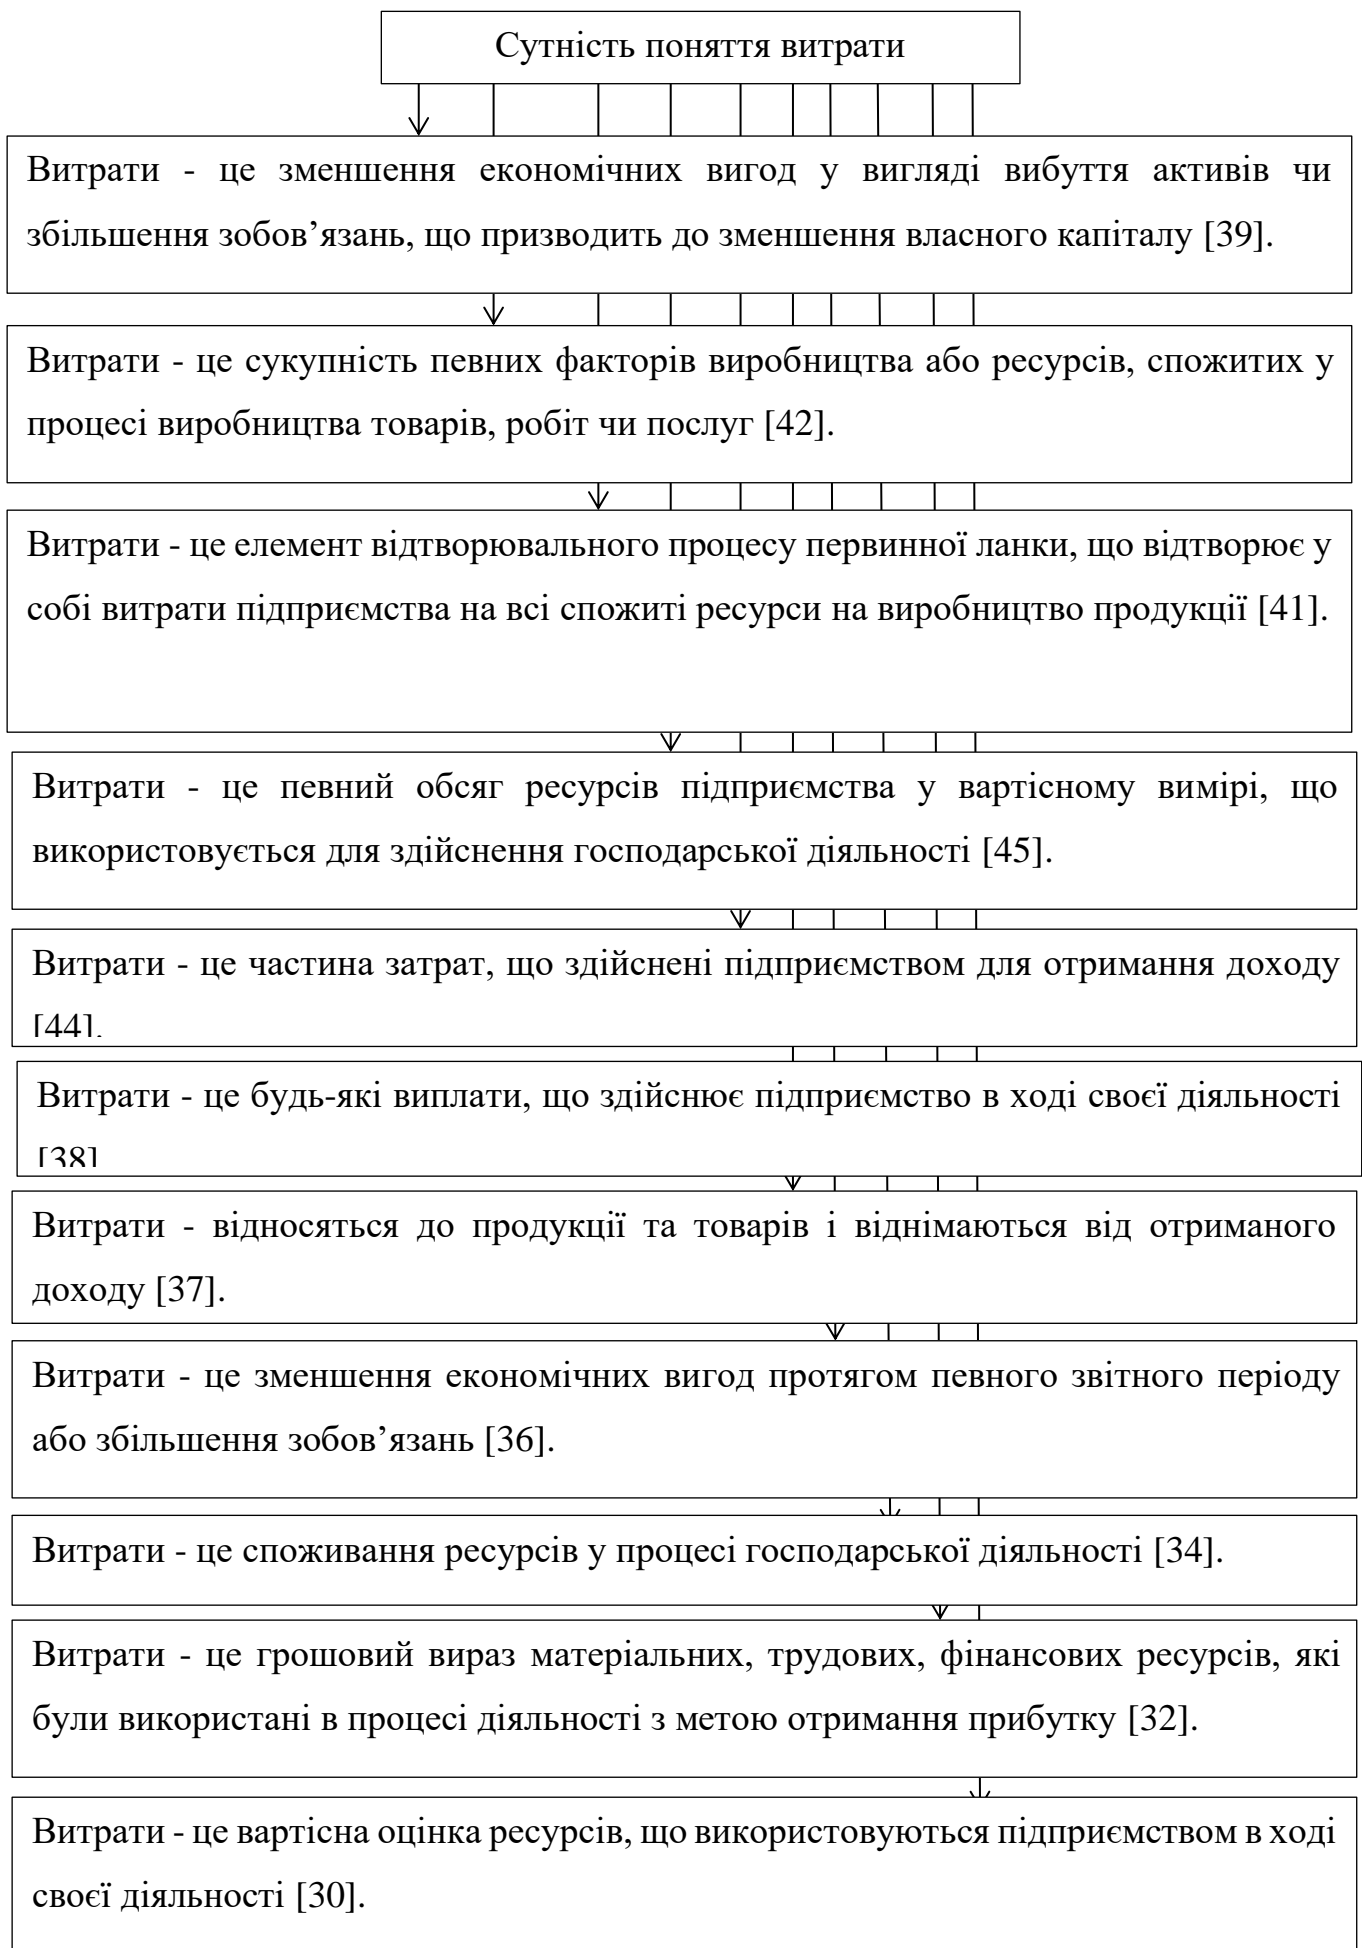 Сутність поняття витрати
Витрати - це зменшення економічних вигод у вигляді вибуття активів чи
збільшення зобов’язань, що призводить до зменшення власного капіталу [39].
Витрати - це сукупність певних факторів виробництва або ресурсів, спожитих у
процесі виробництва товарів, робіт чи послуг [42].
Витрати - це елемент відтворювального процесу первинної ланки, що відтворює у
собі витрати підприємства на всі спожиті ресурси на виробництво продукції [41].
Витрати - це певний обсяг ресурсів підприємства у вартісному вимірі, що
використовується для здійснення господарської діяльності [45].
Витрати - це частина затрат, що здійснені підприємством для отримання доходу
[44].
Витрати - це будь-які виплати, що здійснює підприємство в ході своєї діяльності
[38]
Витрати - відносяться до продукції та товарів і віднімаються від отриманого
доходу [37].
Витрати - це зменшення економічних вигод протягом певного звітного періоду
або збільшення зобов’язань [36].
Витрати - це споживання ресурсів у процесі господарської діяльності [34].
Витрати - це грошовий вираз матеріальних, трудових, фінансових ресурсів, які
були використані в процесі діяльності з метою отримання прибутку [32].
Витрати - це вартісна оцінка ресурсів, що використовуються підприємством в ході
своєї діяльності [30].